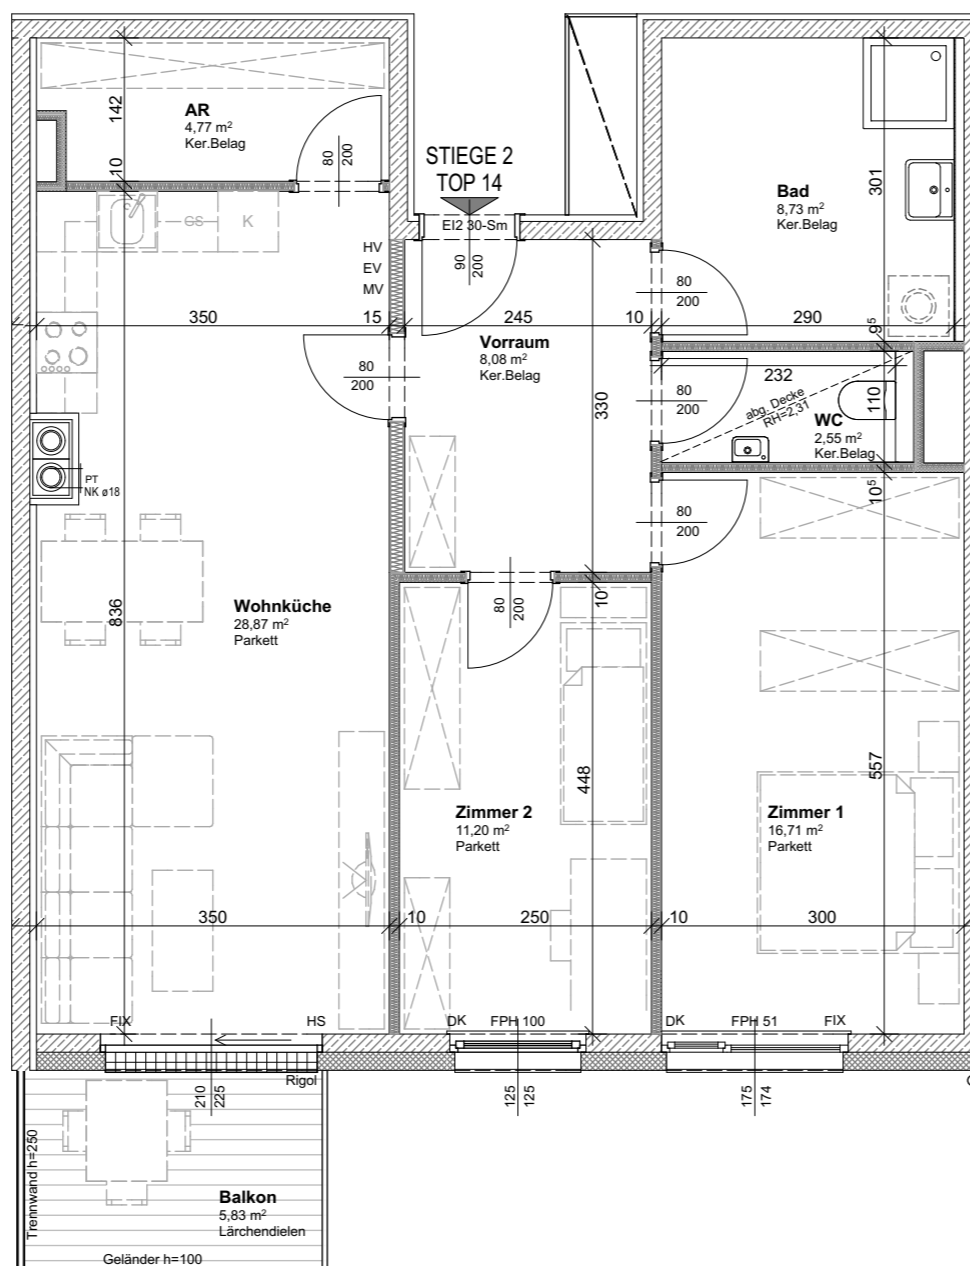 AR
4,77 m²
Ker.Belag
142
10
80
200
STIEGE 2
TOP 14
EI2 30-Sm
90
200
Bad
8,73 m²
Ker.Belag
301
GS
K
HV
EV
MV
80
200
350
15
245
10
290
9⁵
Vorraum
8,08 m²
Ker.Belag
80
200
330
232
110
abg. Decke
RH=2,31
80
200
WC
2,55 m²
Ker.Belag
PT
NK ø18
10⁵
80
200
836
Wohnküche
28,87 m²
Parkett
80
200
10
448
557
Zimmer 2
11,20 m²
Parkett
Zimmer 1
16,71 m²
Parkett
350
10
250
10
300
FIX
HS
DK
FPH 100
DK
FPH 51
FIX
Rigol
210
225
125
125
175
174
Trennwand h=250
Balkon
5,83 m²
Lärchendielen
Geländer h=100